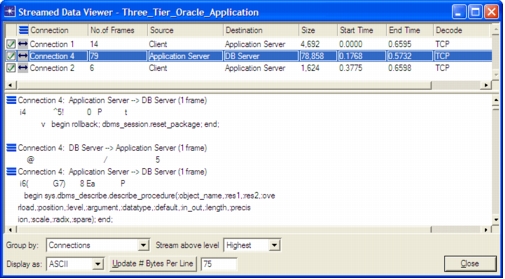 Streamed Data Viewer - Three_Tier_Oracle_Application
Connection No.of Frames Source Destination Size Start Time End Time Decode
Connection 1 14 Client Application Server 4,692 0.0000 0.6595 TCP
Connection 4 79 Application Server DB Server 78,858 0.1768 0.5732 TCP
Connection 2 6 Client Application Server 1,624 0.3775 0.6598 TCP
Connection 4: Application Server --> DB Server (1 frame)
i4 ^5! 0 P t
v begin rollback; dbms_session.reset_package; end;
Connection 4: DB Server --> Application Server (1 frame)
@ / 5
Connection 4: Application Server --> DB Server (1 frame)
i6( G7) 8 Ea P
begin sys.dbms_describe.describe_procedure(:object_name,:res1,:res2,:ove
rload,:position,:level,:argument,:datatype,:default,:in_out,:length,:precis
ion,:scale,:radix,:spare); end;
Group by: Connections Stream above level Highest
Display as: ASCII Update # Bytes Per Line 75 Close